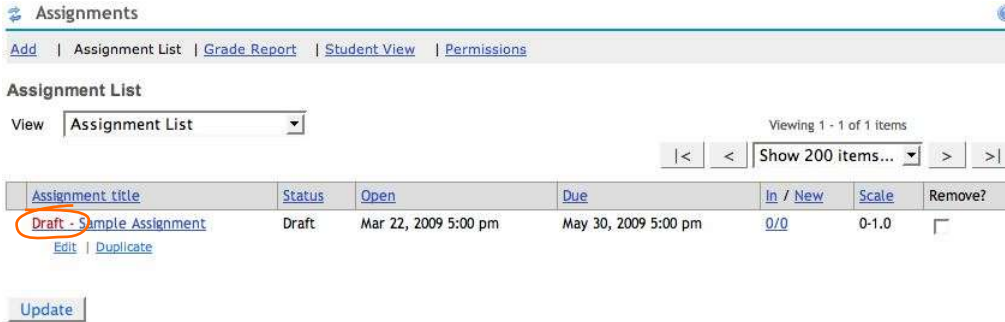 Assignments
Add | Assignment List | Grade Report | Student View | Permissions
Assignment List
View Assignment List
Viewing 1 - 1 of 1 items
|< < Show 200 items... > >|
Assignment title Status Open Due In / New Scale Remove?
Draft - Sample Assignment Draft Mar 22, 2009 5:00 pm May 30, 2009 5:00 pm 0/0 0-1.0
Edit | Duplicate
Update